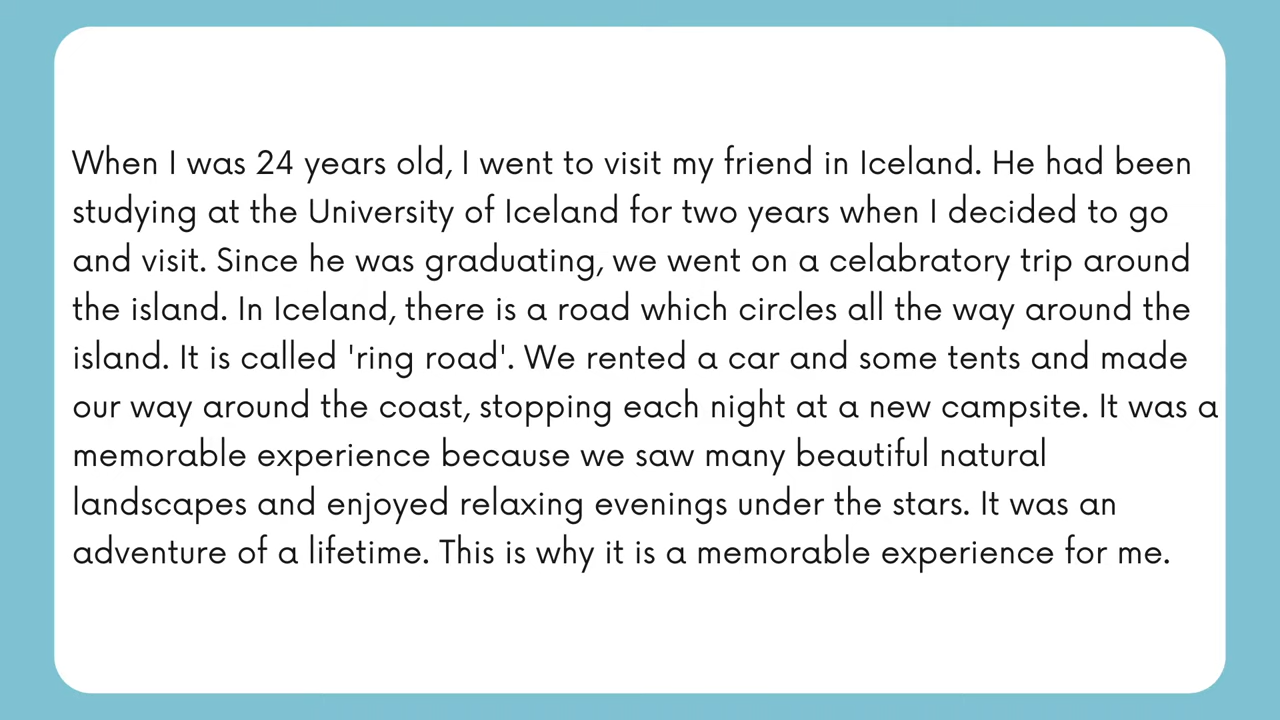 When I was 24 years old, I went to visit my friend in Iceland. He had been
studying at the University of Iceland for two years when I decided to go
and visit. Since he was graduating, we went on a celabratory trip around
the island. In Iceland, there is a road which circles all the way around the
island. It is called 'ring road'. We rented a car and some tents and made
our way around the coast, stopping each night at a new campsite. It was a
memorable experience because we saw many beautiful natural
landscapes and enjoyed relaxing evenings under the stars. It was an
adventure of a lifetime. This is why it is a memorable experience for me.